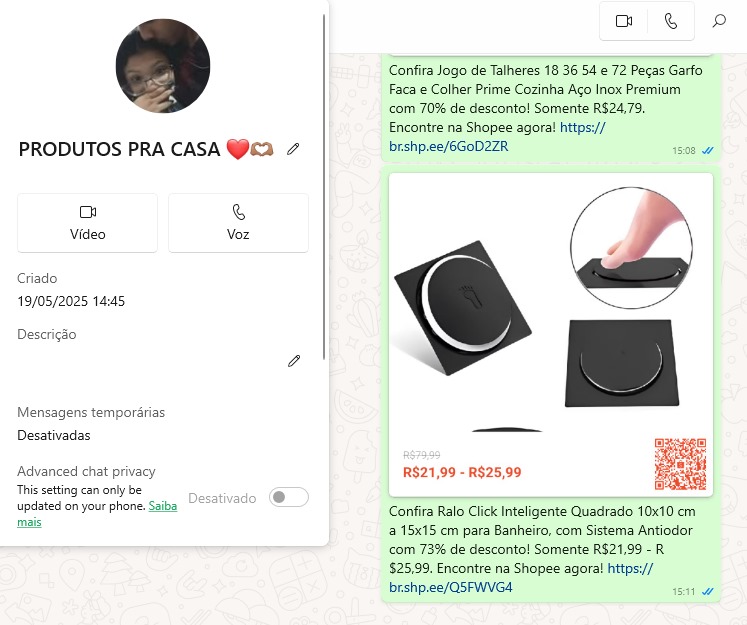 PRODUTOS PRA CASA ❤️🫶🏽
Vídeo
Voz
Criado
19/05/2025 14:45
Descrição
Mensagens temporárias
Desativadas
Advanced chat privacy
This setting can only be
updated on your phone. Saiba
mais
Desativado
Confira Jogo de Talheres 18 36 54 e 72 Peças Garfo
Faca e Colher Prime Cozinha Aço Inox Premium
com 70% de desconto! Somente R$24,79.
Encontre na Shopee agora! https://
br.shp.ee/6GoD2ZR
15:08
R$79,99
R$21,99 - R$25,99
Confira Ralo Click Inteligente Quadrado 10x10 cm
a 15x15 cm para Banheiro, com Sistema Antiodor
com 73% de desconto! Somente R$21,99 - R
$25,99. Encontre na Shopee agora! https://
br.shp.ee/Q5FWVG4
15:11